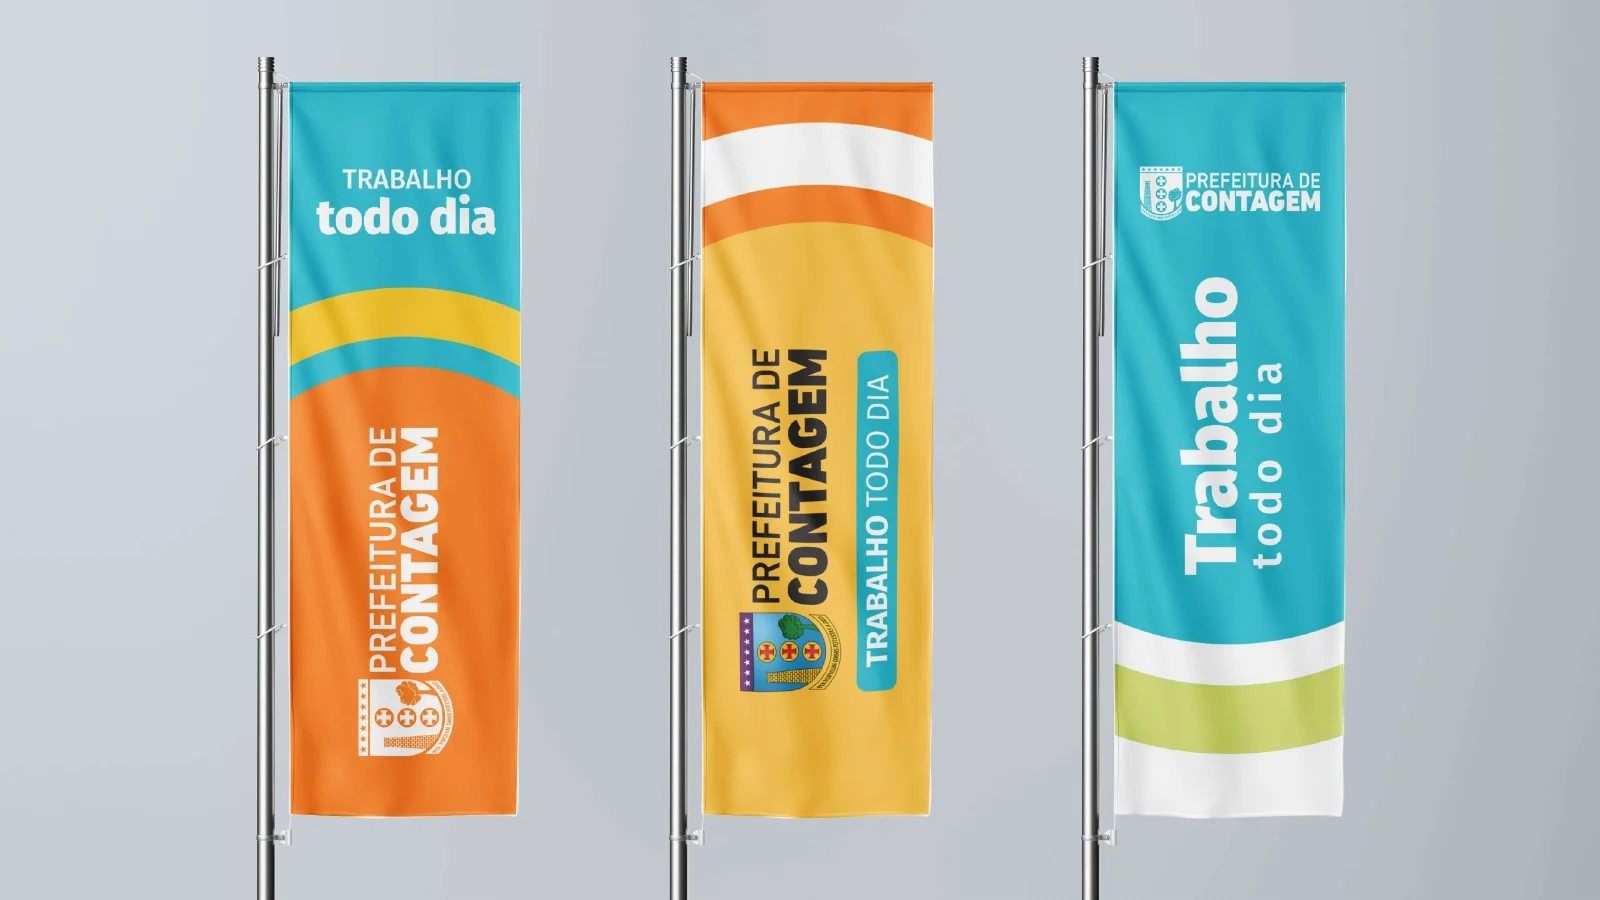 TRABALHO
todo dia
PREFEITURA DE
CONTAGEM
PREFEITURA DE
CONTAGEM
TRABALHO TODO DIA
PREFEITURA DE
CONTAGEM
Trabalho
todo dia